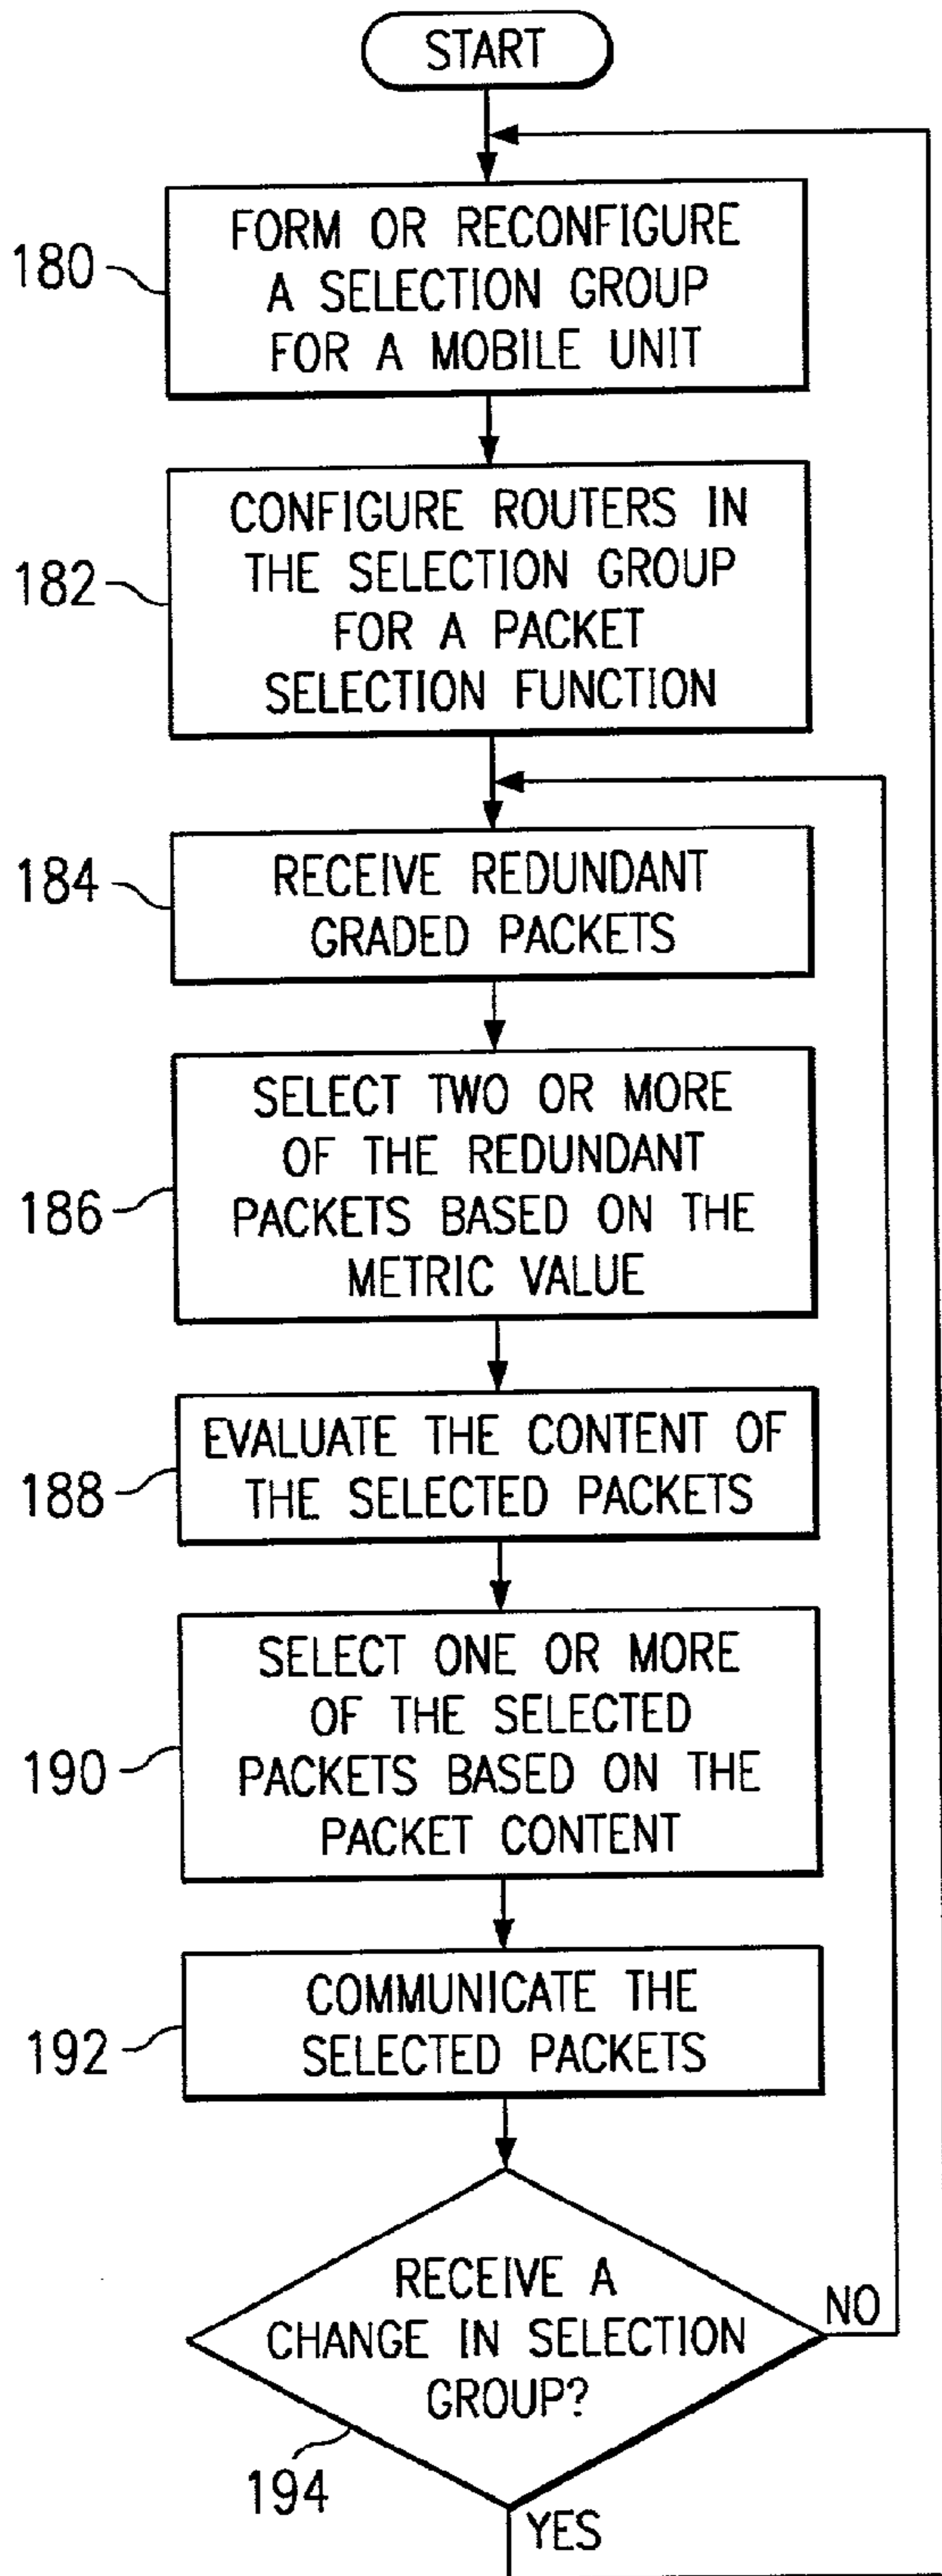 START
180
FORM OR RECONFIGURE
A SELECTION GROUP
FOR A MOBILE UNIT
182
CONFIGURE ROUTERS IN
THE SELECTION GROUP
FOR A PACKET
SELECTION FUNCTION
184
RECEIVE REDUNDANT
GRADED PACKETS
186
SELECT TWO OR MORE
OF THE REDUNDANT
PACKETS BASED ON THE
METRIC VALUE
188
EVALUATE THE CONTENT OF
THE SELECTED PACKETS
190
SELECT ONE OR MORE
OF THE SELECTED
PACKETS BASED ON THE
PACKET CONTENT
192
COMMUNICATE THE
SELECTED PACKETS
RECEIVE A
CHANGE IN SELECTION
GROUP?
NO
194
YES